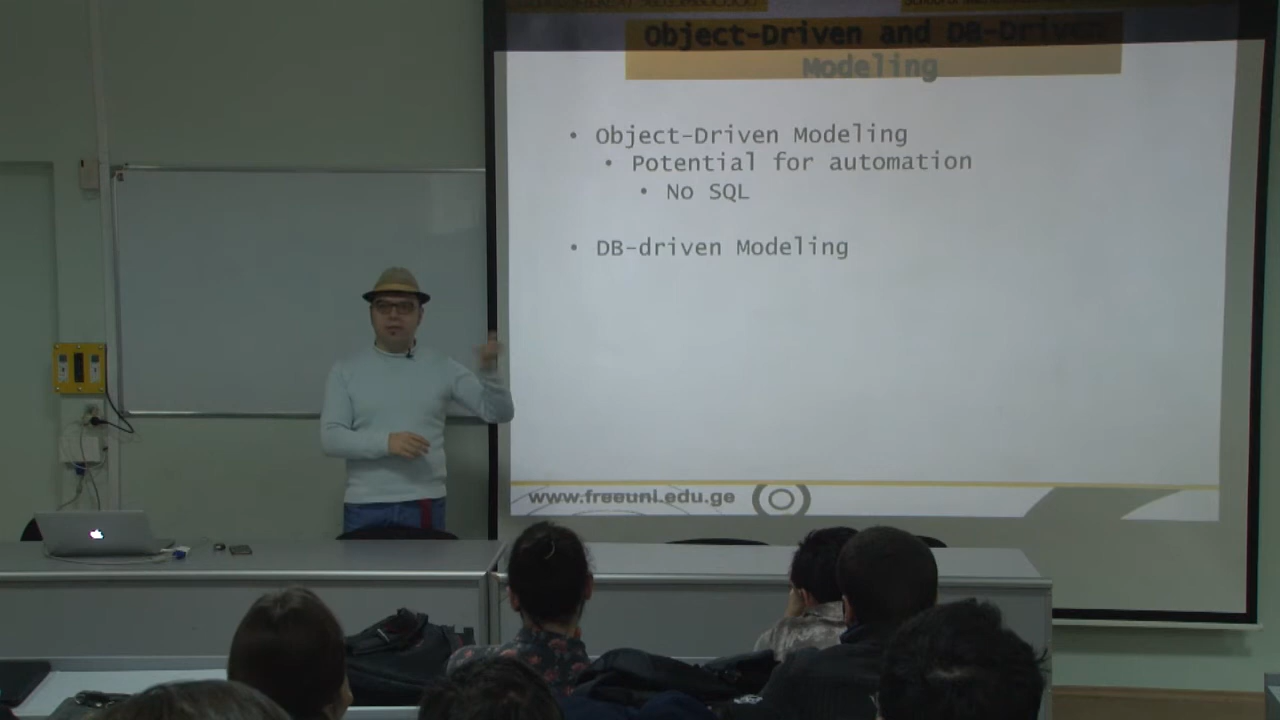 Object-Driven and DB-Driven
Modeling
• Object-Driven Modeling
• Potential for automation
• No SQL
• DB-driven Modeling
www.freeuni.edu.ge